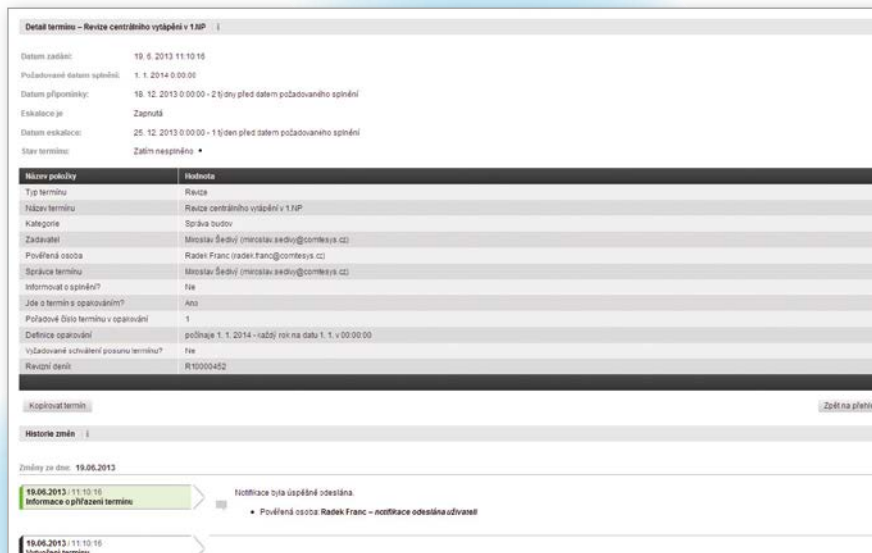 Detail termínu – Revize centrálního vytápění v 1.NP i
Datum zadání: 19. 6. 2013 11:10:16
Požadované datum splnění: 1. 1. 2014 0:00:00
Datum připomínky: 18. 12. 2013 0:00:00 - 2 týdny před datem požadovaného splnění
Eskalace je Zapnutá
Datum eskalace: 25. 12. 2013 0:00:00 - 1 týden před datem požadovaného splnění
Stav termínu: Zatím nesplněno
Název položky Hodnota
Typ termínu Revize
Název termínu Revize centrálního vytápění v 1.NP
Kategorie Správa budov
Zadavatel Miroslav Šedivý (miroslav.sedivy@comtesys.cz)
Pověřená osoba Radek Franc (radek.franc@comtesys.cz)
Správce termínu Miroslav Šedivý (miroslav.sedivy@comtesys.cz)
Informovat o splnění? Ne
Jde o termín s opakováním? Ano
Pořadové číslo termínu v opakování 1
Definice opakování počínaje 1. 1. 2014 - každý rok na datu 1. 1. v 00:00:00
Vyžadované schválení posunu termínu? Ne
Revizní deník R10000452
Kopírovat termín Zpět na přehle
Historie změn i
Změny ze dne: 19.06.2013
19.06.2013 / 11:10:16 Notifikace byla úspěšně odeslána.
Informace o přiřazení termínu
• Pověřená osoba: Radek Franc – notifikace odeslána uživateli
19.06.2013 / 11:10:16
Vytvoření termínu